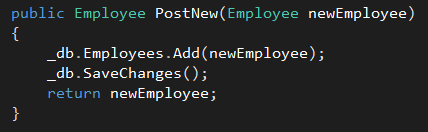 public Employee PostNew(Employee newEmployee)
{
    _db.Employees.Add(newEmployee);
    _db.SaveChanges();
    return newEmployee;
}